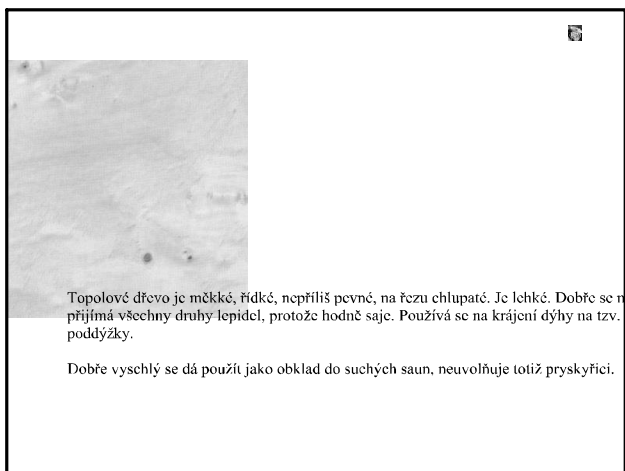 Topolové dřevo je měkké, řídké, nepříliš pevné, na řezu chlupaté. Je lehké. Dobře se
přijímá všechny druhy lepidel, protože hodně saje. Používá se na krájení dýhy na tzv.
poddýžky.
Dobře vyschlý se dá použít jako obklad do suchých saun, neuvolňuje totiž pryskyřici.